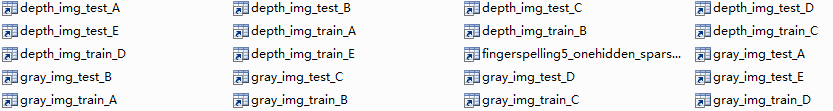 depth_img_test_A depth_img_test_B depth_img_test_C depth_img_test_D
depth_img_test_E depth_img_train_A depth_img_train_B depth_img_train_C
depth_img_train_D depth_img_train_E fingerspelling5_onehidden_spars... gray_img_test_A
gray_img_test_B gray_img_test_C gray_img_test_D gray_img_test_E
gray_img_train_A gray_img_train_B gray_img_train_C gray_img_train_D